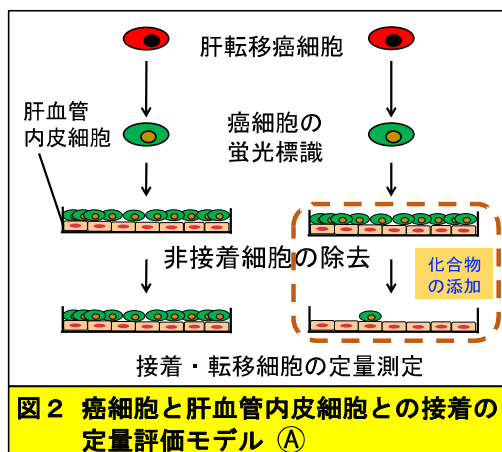 肝転移癌細胞
肝血管
内皮細胞
癌細胞の
蛍光標識
非接着細胞の除去
化合物
の添加
接着・転移細胞の定量測定
図２ 癌細胞と肝血管内皮細胞との接着の
定量評価モデル Ⓐ